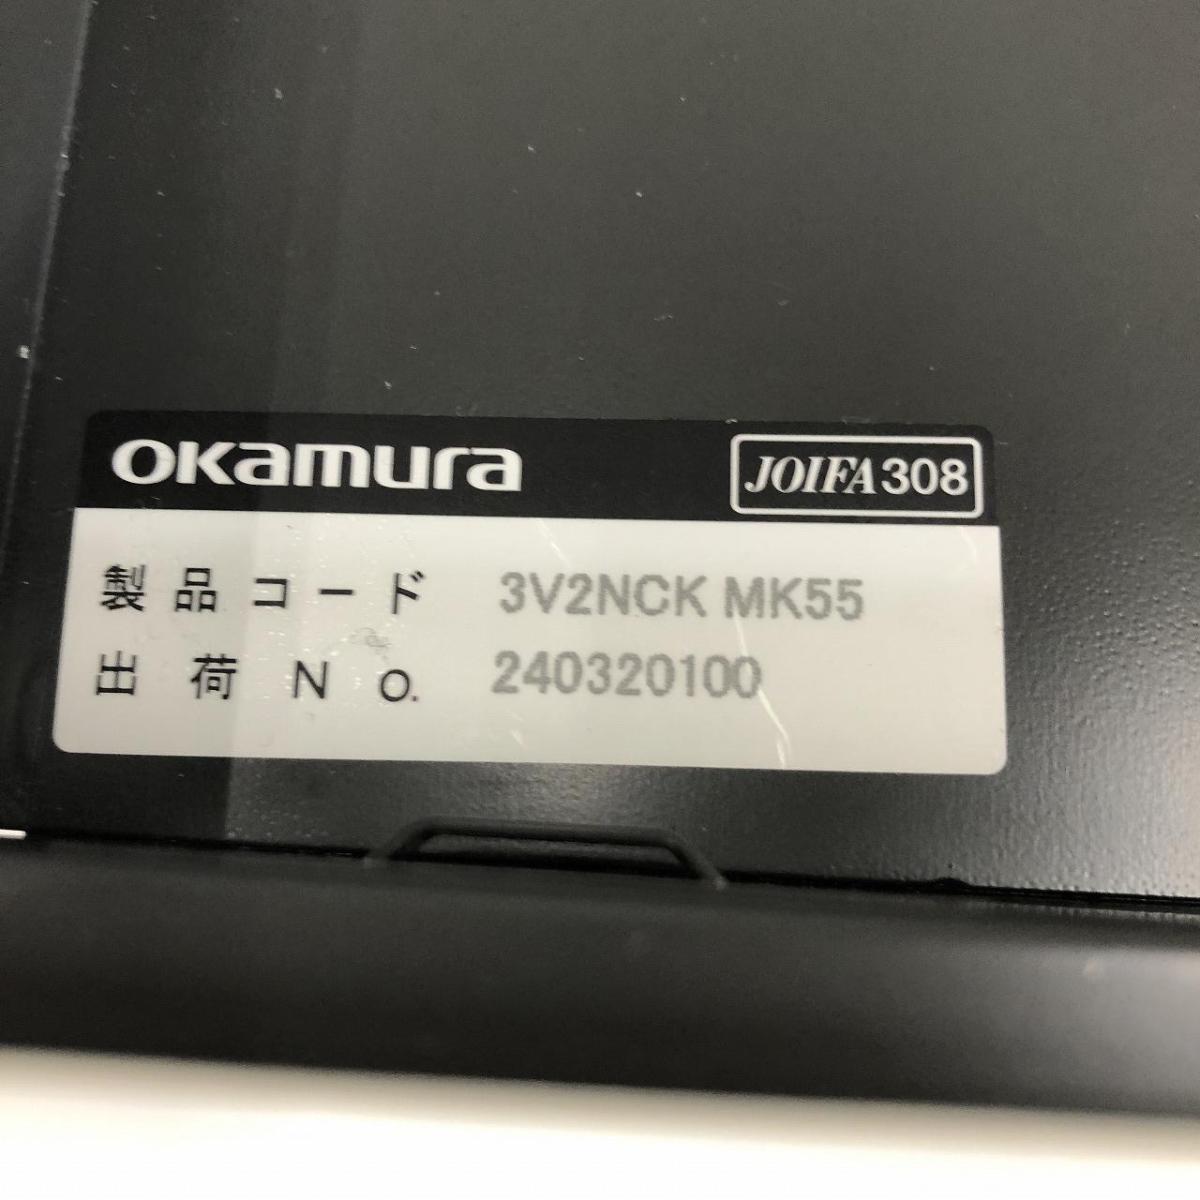 okamura JOIFA308
製品コード 3V2NCK MK55
出荷NO. 240320100